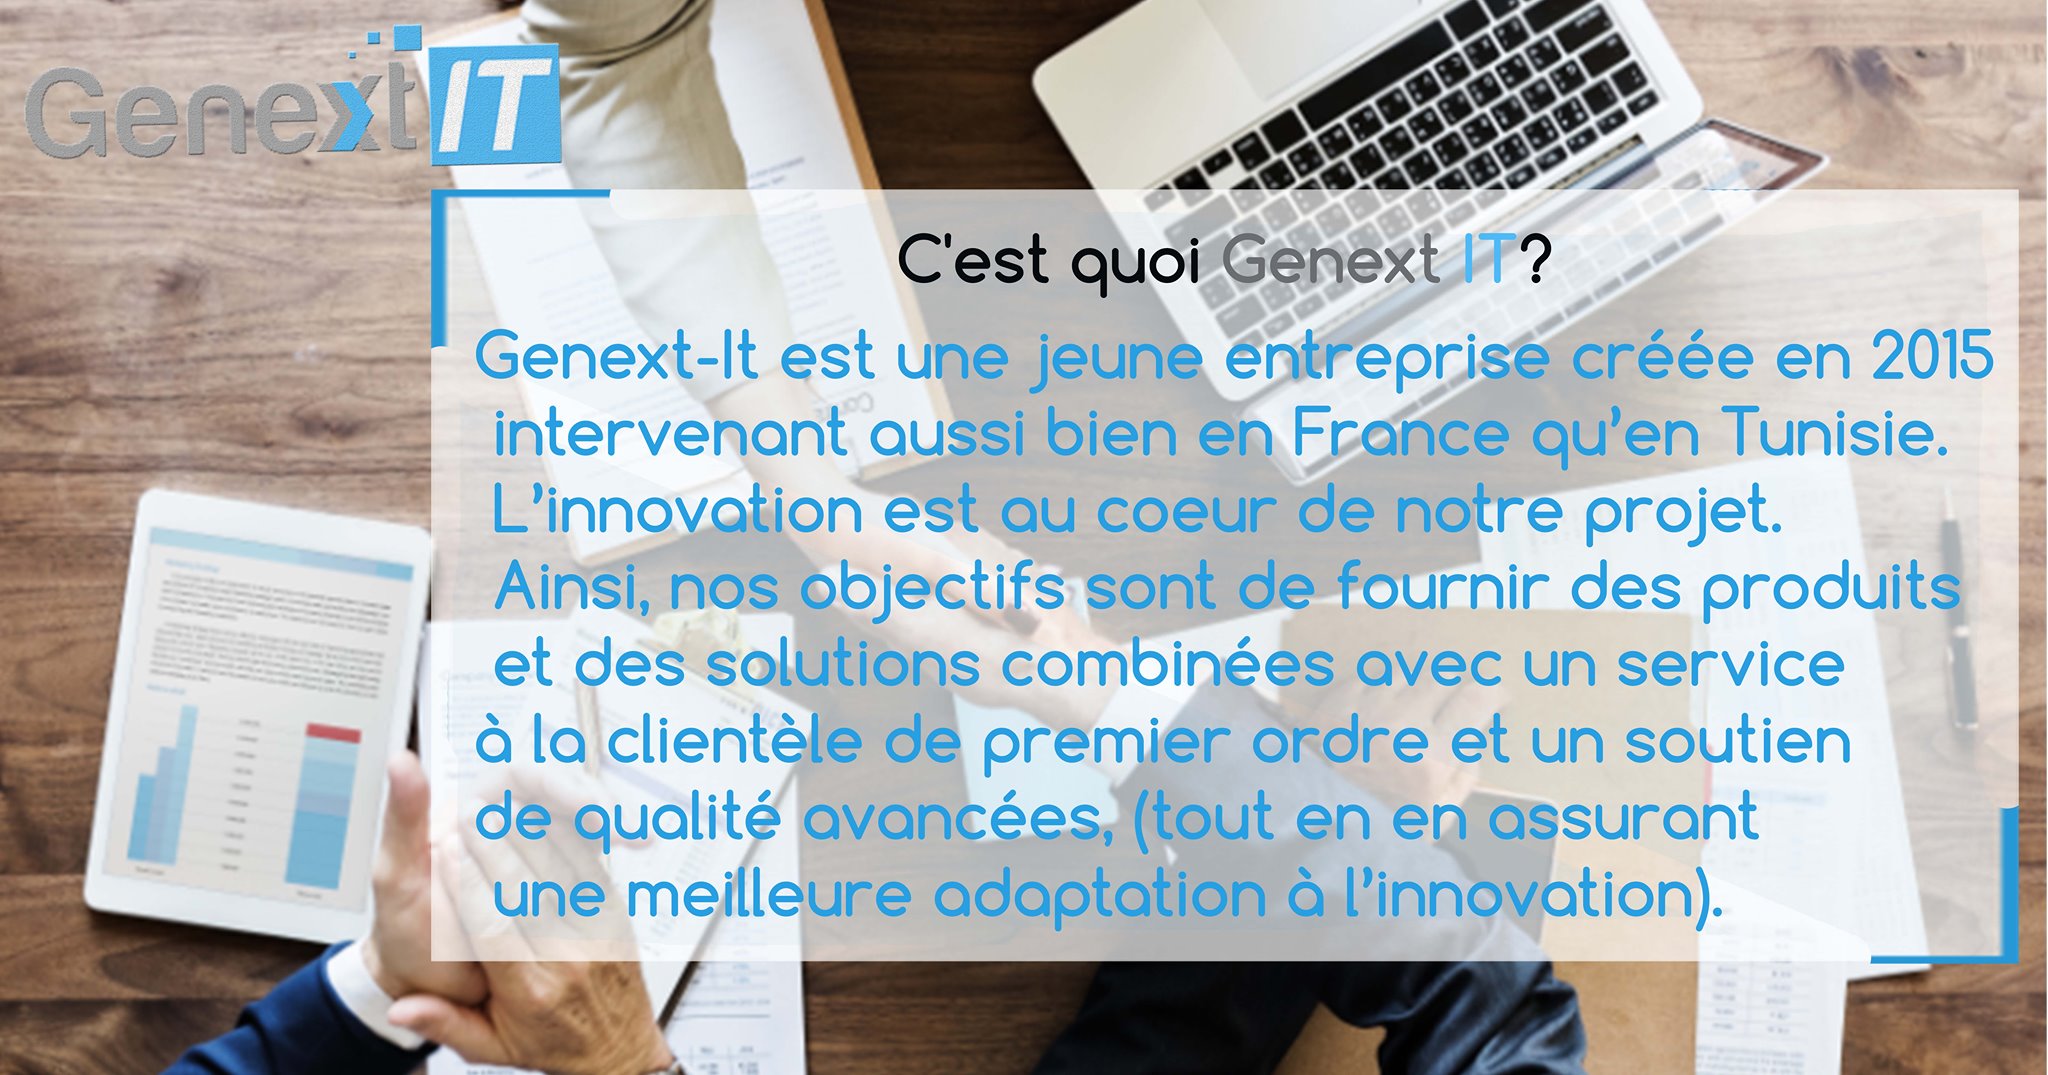 Genext IT
C'est quoi Genext IT?
Genext-It est une jeune entreprise créée en 2015
intervenant aussi bien en France qu’en Tunisie.
L’innovation est au coeur de notre projet.
Ainsi, nos objectifs sont de fournir des produits
et des solutions combinées avec un service
à la clientèle de premier ordre et un soutien
de qualité avancées, (tout en en assurant
une meilleure adaptation à l’innovation).